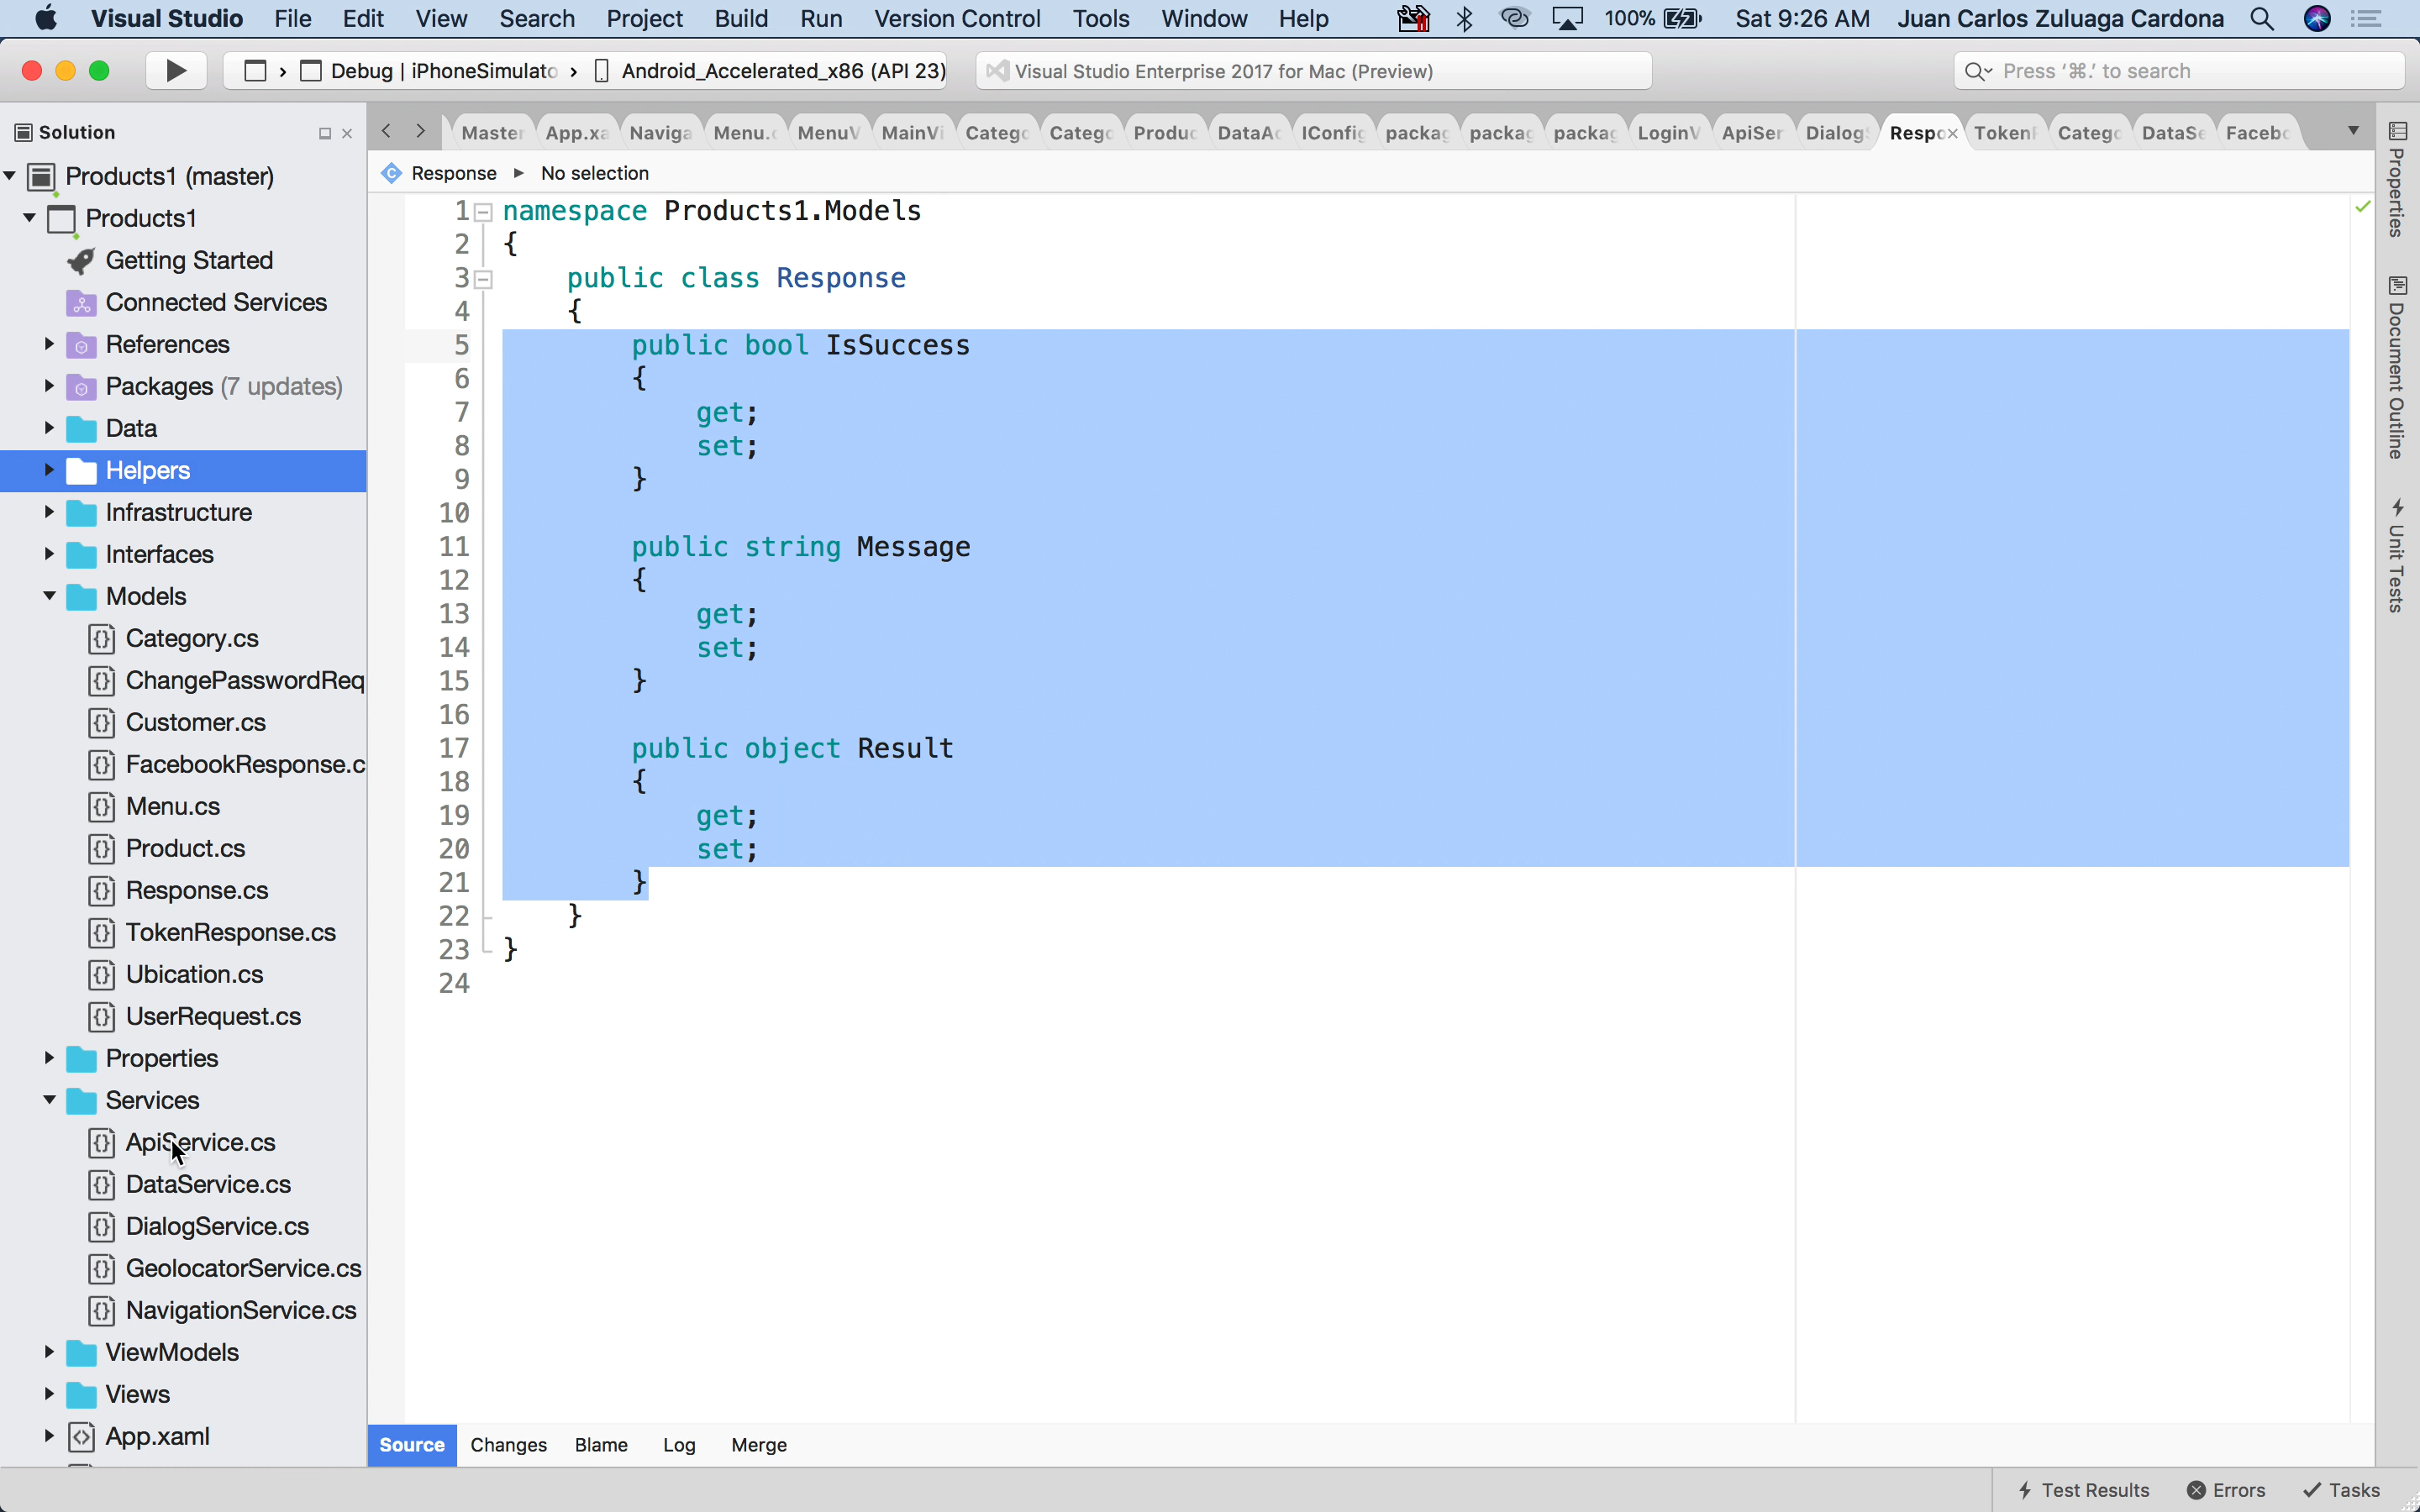 Visual Studio File Edit View Search Project Build Run Version Control Tools Window Help 100% Sat 9:26 AM Juan Carlos Zuluaga Cardona
Debug | iPhoneSimulato › Android_Accelerated_x86 (API 23) Visual Studio Enterprise 2017 for Mac (Preview) Press ‘⌘.’ to search
Solution
Master App.xa Naviga Menu.c MenuV MainVi Catego Catego Produc DataAc IConfig packag packag packag LoginV ApiSer Dialog Respo TokenR Catego DataSe Facebo
Response ▸ No selection
Products1 (master)
Products1
Getting Started
Connected Services
References
Packages (7 updates)
Data
Helpers
Infrastructure
Interfaces
Models
Category.cs
ChangePasswordReq
Customer.cs
FacebookResponse.c
Menu.cs
Product.cs
Response.cs
TokenResponse.cs
Ubication.cs
UserRequest.cs
Properties
Services
ApiService.cs
DataService.cs
DialogService.cs
GeolocatorService.cs
NavigationService.cs
ViewModels
Views
App.xaml
1 namespace Products1.Models
2 {
3 public class Response
4 {
5 public bool IsSuccess
6 {
7 get;
8 set;
9 }
10
11 public string Message
12 {
13 get;
14 set;
15 }
16
17 public object Result
18 {
19 get;
20 set;
21 }
22 }
23 }
24
Source Changes Blame Log Merge
Properties
Document Outline
Unit Tests
Test Results Errors Tasks